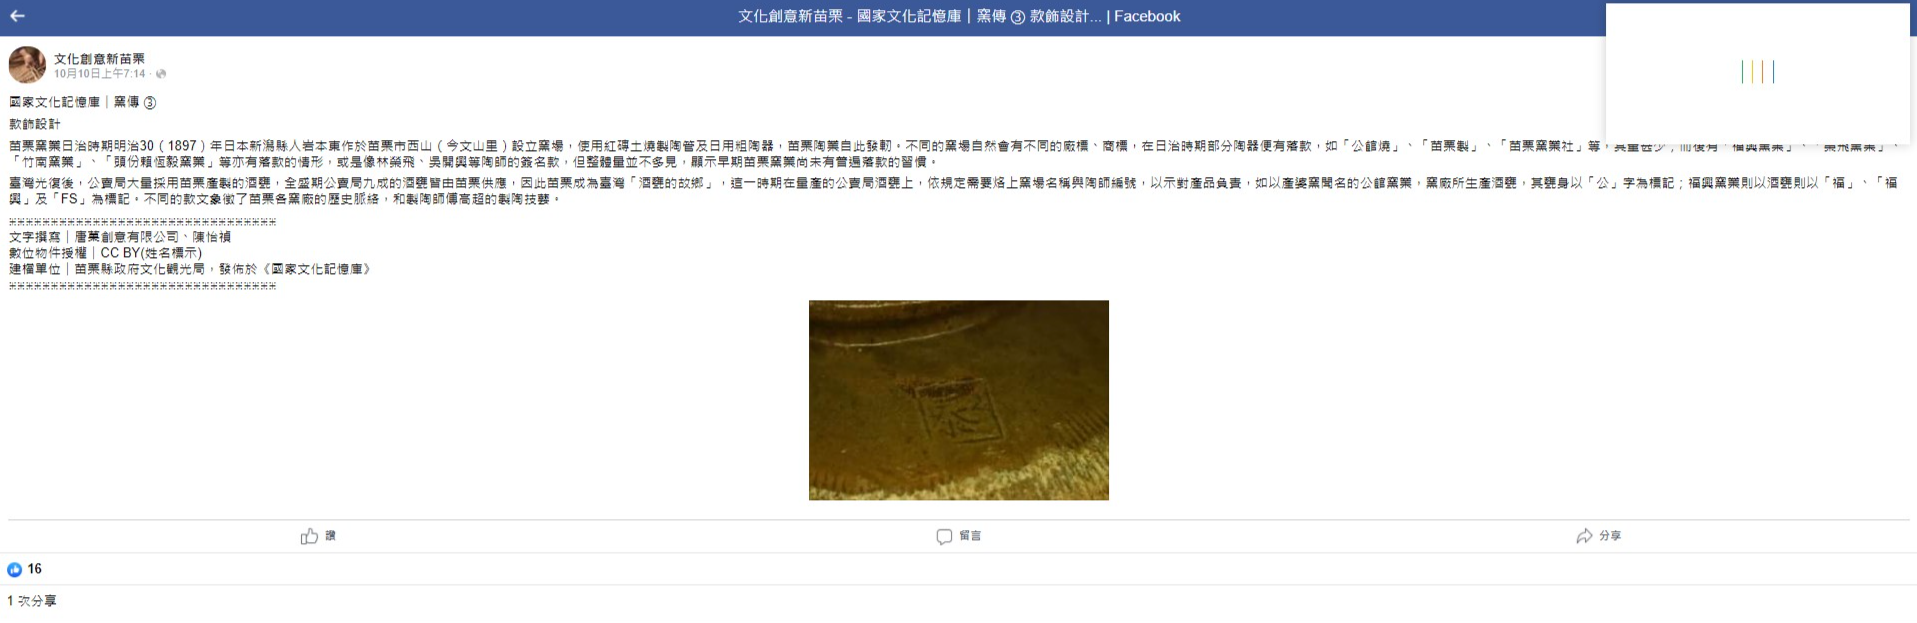 文化創意新苗栗 - 國家文化記憶庫｜窯傳 ③ 款飾設計... | Facebook
文化創意新苗栗
10月10日上午7:14 ·
國家文化記憶庫｜窯傳 ③
款飾設計
苗栗窯業日治時期明治30（1897）年日本新潟縣人岩本東作於苗栗市西山（今文山里）設立窯場，使用紅磚土燒製陶管及日用粗陶器，苗栗陶業自此發軔。不同的窯場自然會有不同的廠標、商標，在日治時期部分陶器便有落款，如「公館燒」、「苗栗製」、「苗栗窯業社」等，其量甚少；而後有「福興窯業」、「榮飛窯業」、
「竹南窯業」、「頭份賴恆毅窯業」等亦有落款的情形，或是像林榮飛、吳開興等陶師的簽名款，但整體量並不多見，顯示早期苗栗窯業尚未有普遍落款的習慣。
臺灣光復後，公賣局大量採用苗栗產製的酒甕，全盛期公賣局九成的酒甕皆由苗栗供應，因此苗栗成為臺灣「酒甕的故鄉」，這一時期在量產的公賣局酒甕上，依規定需要烙上窯場名稱與陶師編號，以示對產品負責，如以產甕窯聞名的公館窯業，窯廠所生產酒甕，其甕身以「公」字為標記；福興窯業則以酒甕則以「福」、「福
興」及「FS」為標記。不同的款文象徵了苗栗各窯廠的歷史脈絡，和製陶師傅高超的製陶技藝。
文字撰寫｜唐菓創意有限公司、陳怡禎
數位物件授權｜CC BY(姓名標示)
建檔單位｜苗栗縣政府文化觀光局，發佈於《國家文化記憶庫》
讚
留言
分享
16
1 次分享